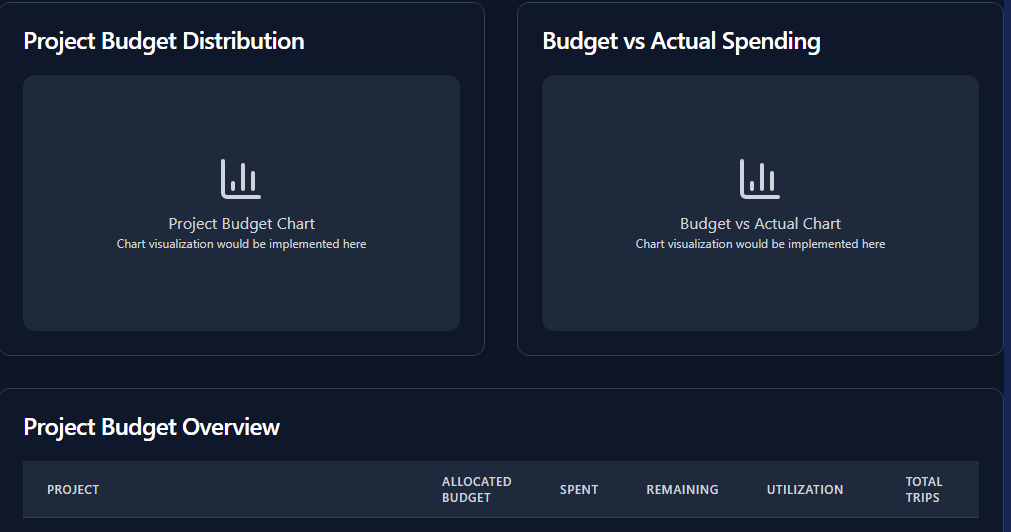 Project Budget Distribution
Budget vs Actual Spending
Project Budget Chart
Chart visualization would be implemented here
Budget vs Actual Chart
Chart visualization would be implemented here
Project Budget Overview
PROJECT
ALLOCATED
BUDGET
SPENT
REMAINING
UTILIZATION
TOTAL
TRIPS